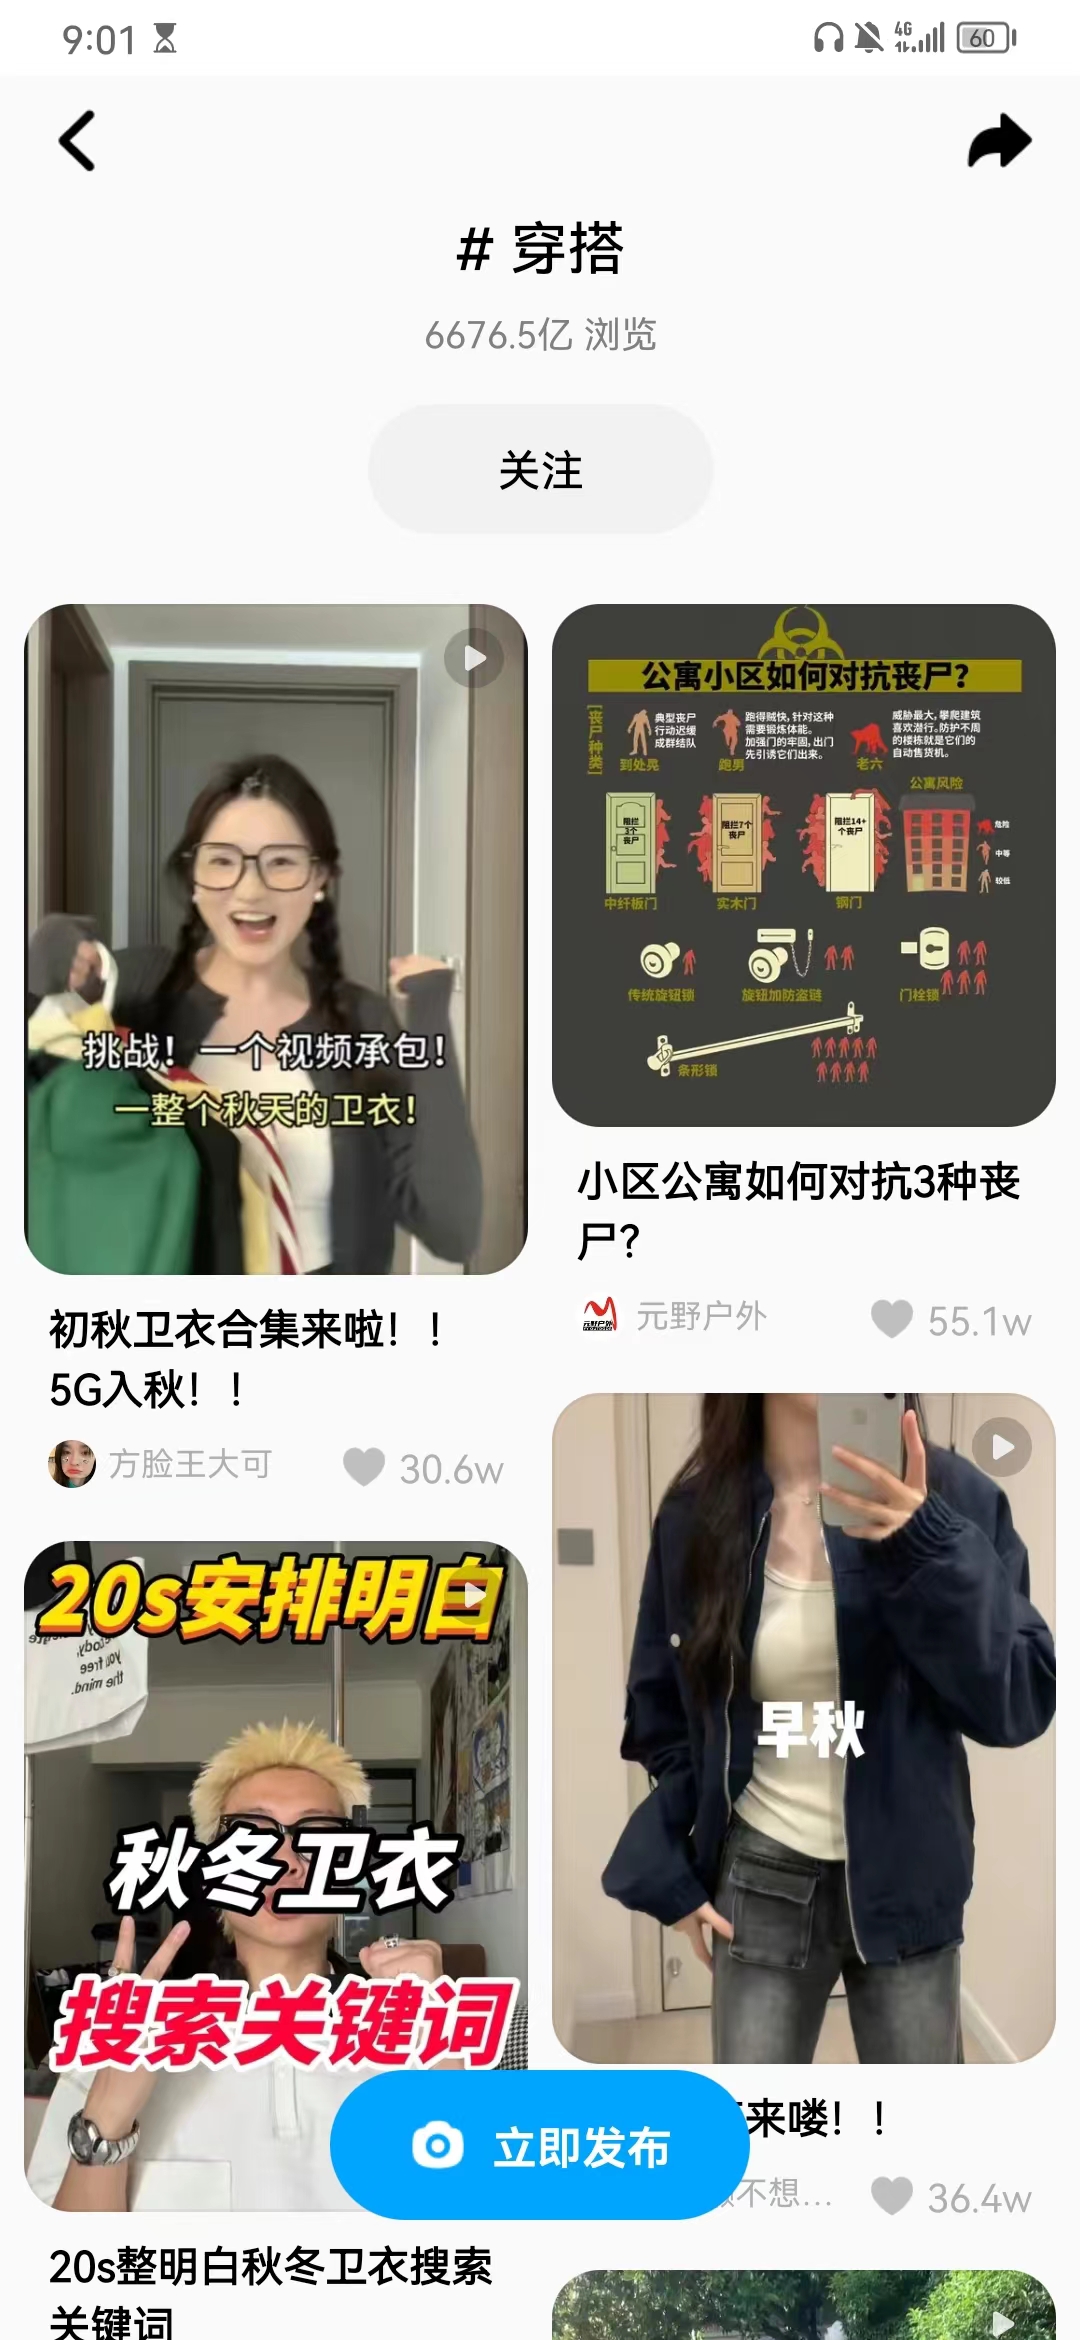 9:01
4G
60
# 穿搭
6676.5亿 浏览
关注
挑战！一个视频承包！
一整个秋天的卫衣！
初秋卫衣合集来啦！！
5G入秋！！
方脸王大可
30.6w
20s安排明白
you free
the mind.
秋冬卫衣
搜索关键词
20s整明白秋冬卫衣搜索
关键词
公寓小区如何对抗丧尸？
[丧尸种类]
典型丧尸
行动迟缓
成群结队
到处晃
跑得贼快，针对这种
需要锻炼体能。
加强门的牢固，出门
先引诱它们出来。
跑男
威胁最大，攀爬建筑
喜欢潜行。防护不周
的楼栋就是它们的
自动售货机。
老六
公寓风险
阻拦
3个
丧尸
阻拦7个
丧尸
阻拦14+
个丧尸
危险
中等
较低
中纤板门
实木门
钢门
传统旋钮锁
旋钮加防盗链
门栓锁
条形锁
小区公寓如何对抗3种丧
尸？
元野户外
55.1w
早秋
来喽！！
不想...
36.4w
立即发布